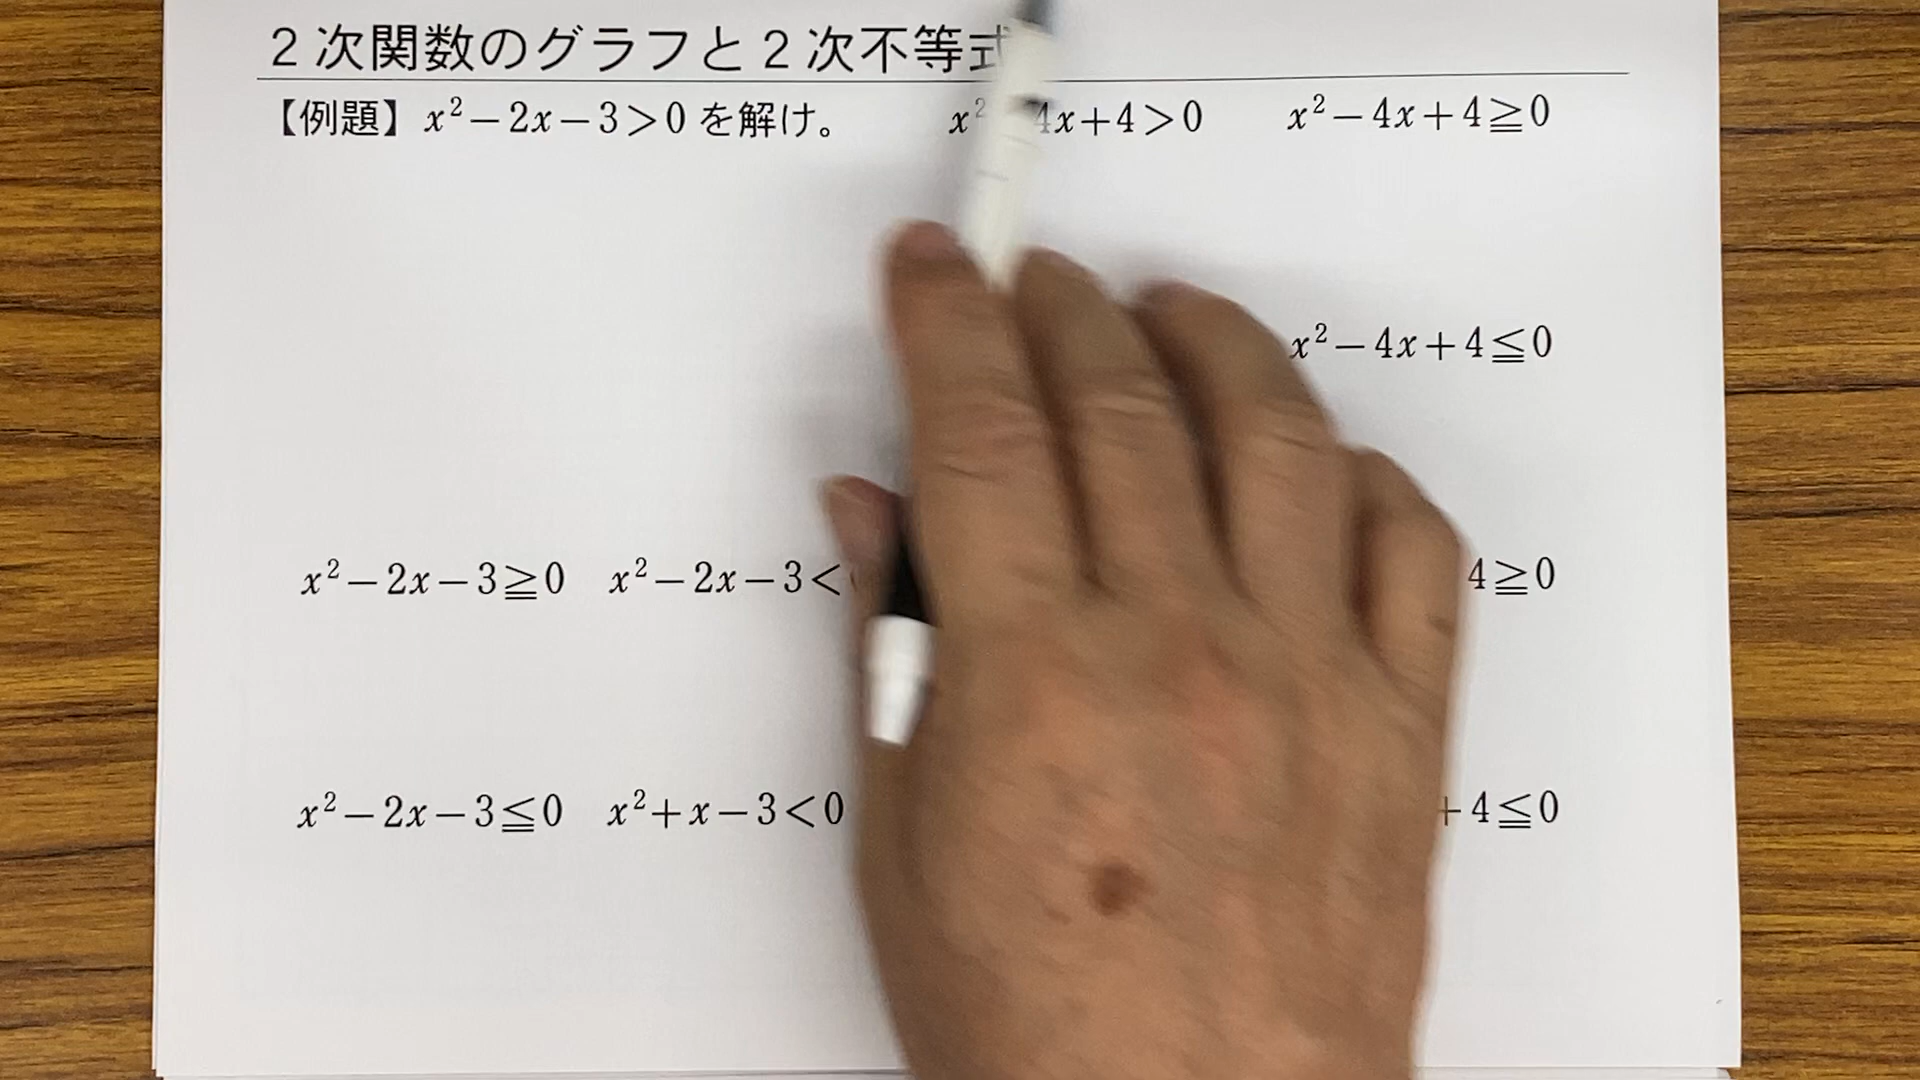 2次関数のグラフと2次不等式
【例題】x²−2x−3>0 を解け。 x² 4x+4>0 x²−4x+4≧0
x²−4x+4≦0
x²−2x−3≧0 x²−2x−3< 4≧0
x²−2x−3≦0 x²+x−3<0 +4≦0